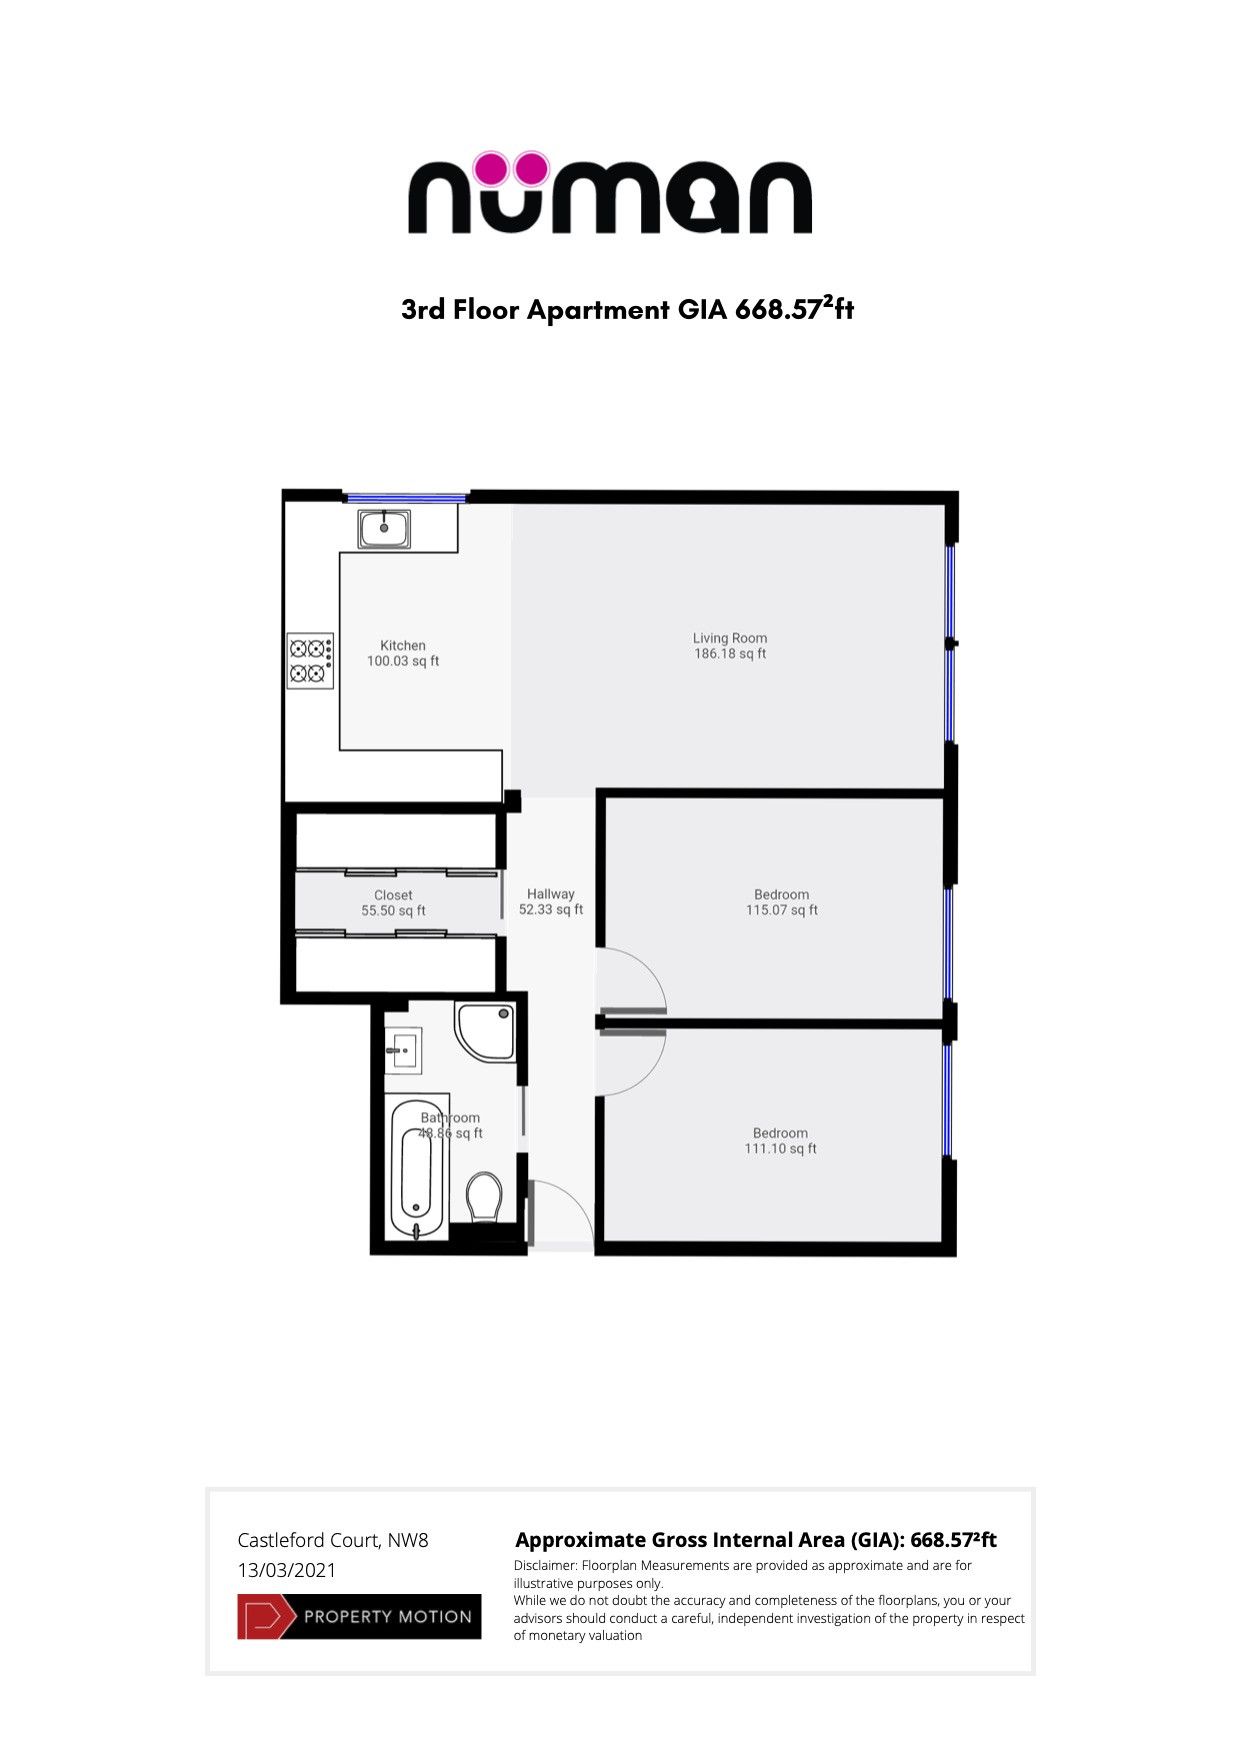 nüman
3rd Floor Apartment GIA 668.57²ft
Kitchen
100.03 sq ft
Living Room
186.18 sq ft
Closet
55.50 sq ft
Hallway
52.33 sq ft
Bedroom
115.07 sq ft
Bathroom
48.86 sq ft
Bedroom
111.10 sq ft
Castleford Court, NW8
13/03/2021
PROPERTY MOTION
Approximate Gross Internal Area (GIA): 668.57²ft
Disclaimer: Floorplan Measurements are provided as approximate and are for
illustrative purposes only.
While we do not doubt the accuracy and completeness of the floorplans, you or your
advisors should conduct a careful, independent investigation of the property in respect
of monetary valuation